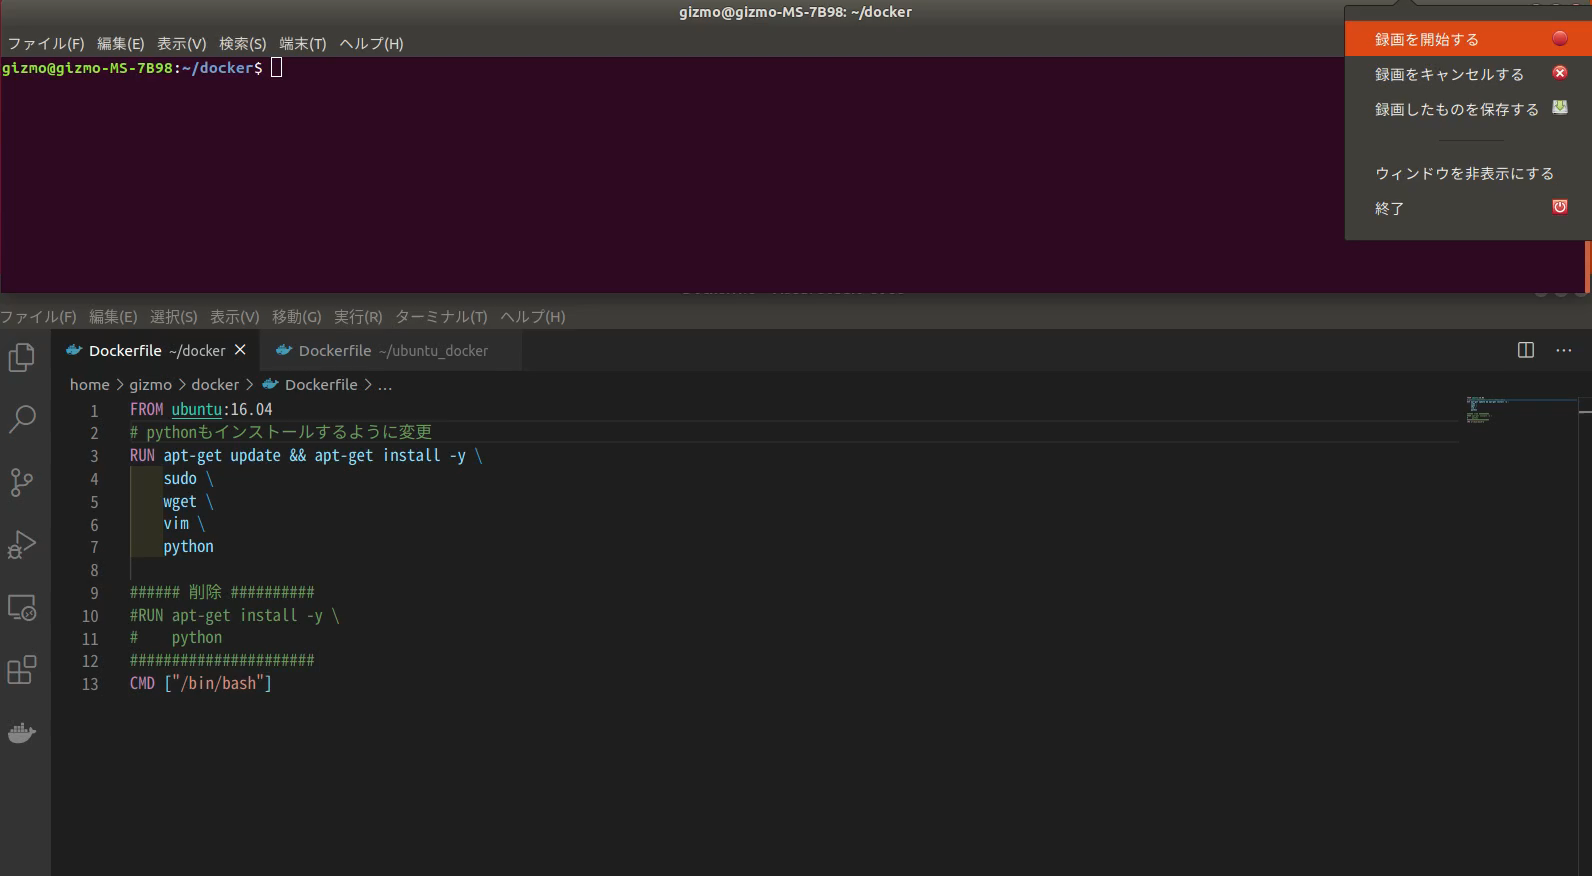 gizmo@gizmo-MS-7B98: ~/docker
ファイル(F) 編集(E) 表示(V) 検索(S) 端末(T) ヘルプ(H)
gizmo@gizmo-MS-7B98:~/docker$
録画を開始する
録画をキャンセルする
録画したものを保存する
ウィンドウを非表示にする
終了
ファイル(F) 編集(E) 選択(S) 表示(V) 移動(G) 実行(R) ターミナル(T) ヘルプ(H)
Dockerfile ~/docker × Dockerfile ~/ubuntu_docker
home > gizmo > docker > Dockerfile > ...
1 FROM ubuntu:16.04
2 # pythonもインストールするように変更
3 RUN apt-get update && apt-get install -y \
4 sudo \
5 wget \
6 vim \
7 python
8
9 ###### 削除 ##########
10 #RUN apt-get install -y \
11 #    python
12 ######################
13 CMD ["/bin/bash"]